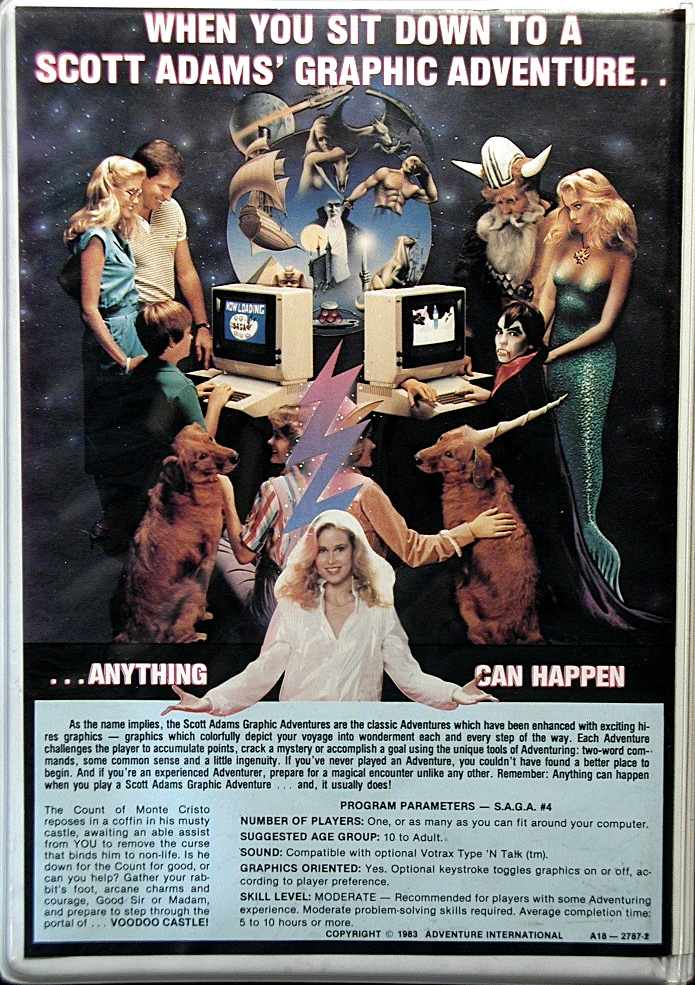 WHEN YOU SIT DOWN TO A
SCOTT ADAMS' GRAPHIC ADVENTURE. .
NOW LOADING
SAGA
. . .ANYTHING CAN HAPPEN
As the name implies, the Scott Adams Graphic Adventures are the classic Adventures which have been enhanced with exciting hi-
res graphics — graphics which colorfully depict your voyage into wonderment each and every step of the way. Each Adventure
challenges the player to accumulate points, crack a mystery or accomplish a goal using the unique tools of Adventuring: two-word com-
mands, some common sense and a little ingenuity. If you've never played an Adventure, you couldn't have found a better place to
begin. And if you're an experienced Adventurer, prepare for a magical encounter unlike any other. Remember: Anything can happen
when you play a Scott Adams Graphic Adventure . . . and, it usually does!
The Count of Monte Cristo
reposes in a coffin in his musty
castle, awaiting an able assist
from YOU to remove the curse
that binds him to non-life. Is he
down for the Count for good, or
can you help? Gather your rab-
bit's foot, arcane charms and
courage, Good Sir or Madam,
and prepare to step through the
portal of . . . VOODOO CASTLE!
PROGRAM PARAMETERS — S.A.G.A. #4
NUMBER OF PLAYERS: One, or as many as you can fit around your computer.
SUGGESTED AGE GROUP: 10 to Adult.
SOUND: Compatible with optional Votrax Type 'N Talk (tm).
GRAPHICS ORIENTED: Yes. Optional keystroke toggles graphics on or off, ac-
cording to player preference.
SKILL LEVEL: MODERATE — Recommended for players with some Adventuring
experience. Moderate problem-solving skills required. Average completion time:
5 to 10 hours or more.
COPYRIGHT © 1983 ADVENTURE INTERNATIONAL A18 — 2787-2